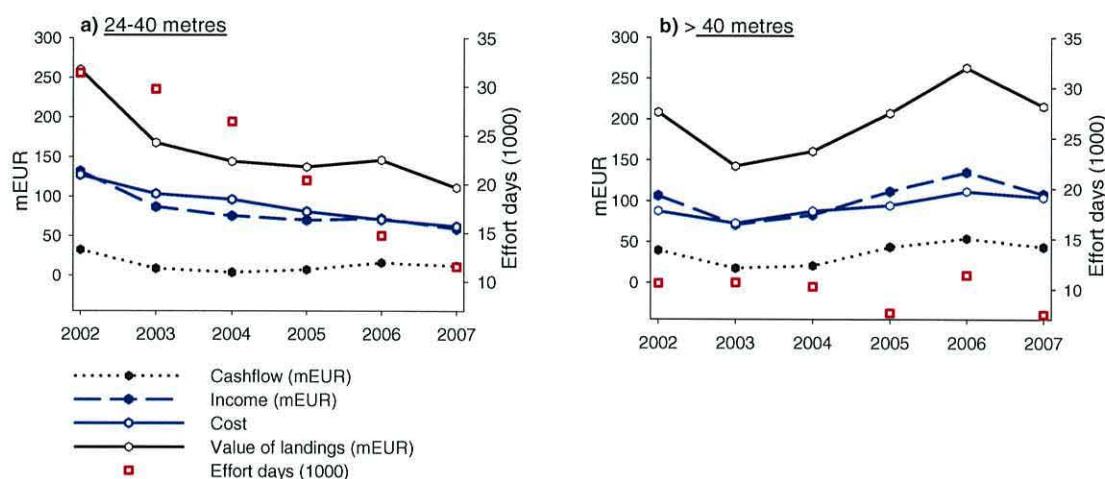 a) 24-40 metres
300
250
200
150
100
50
0
mEUR
35
30
25
20
15
10
Effort days (1000)
2002 2003 2004 2005 2006 2007
b) > 40 metres
300
250
200
150
100
50
0
mEUR
35
30
25
20
15
10
Effort days (1000)
2002 2003 2004 2005 2006 2007
Cashflow (mEUR)
Income (mEUR)
Cost
Value of landings (mEUR)
Effort days (1000)